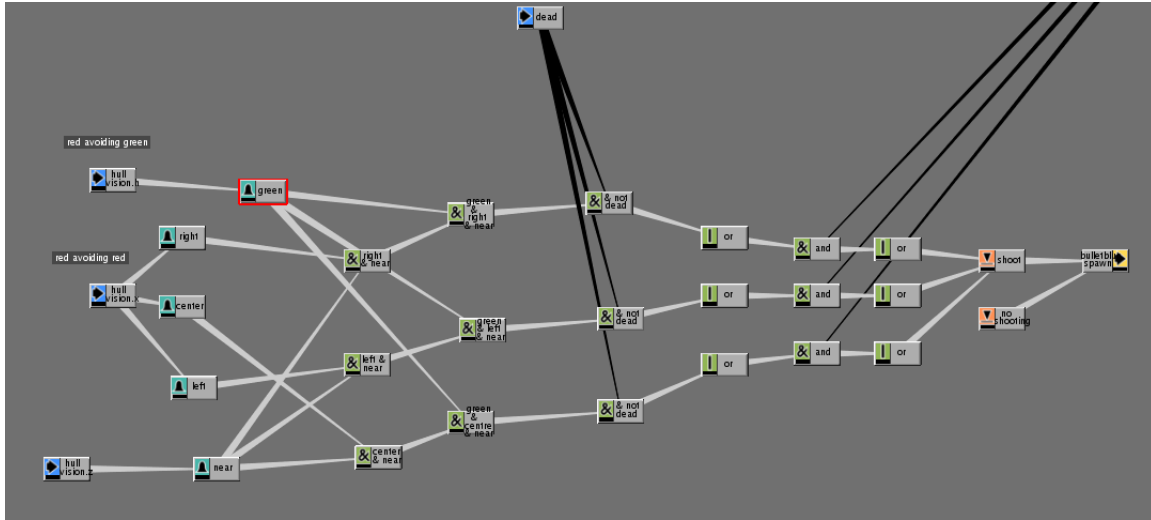 dead
red avoiding green
hull
vision.h
green
green
& right
& near
& not
dead
right
or
and
or
red avoiding red
right
& near
shoot
bulletbl
spawn
hull
vision.x
center
or
and
or
green
& left
& near
& not
dead
no
shooting
left &
near
or
and
or
left
green
&
centre
& near
& not
dead
center
& near
hull
vision.z
near